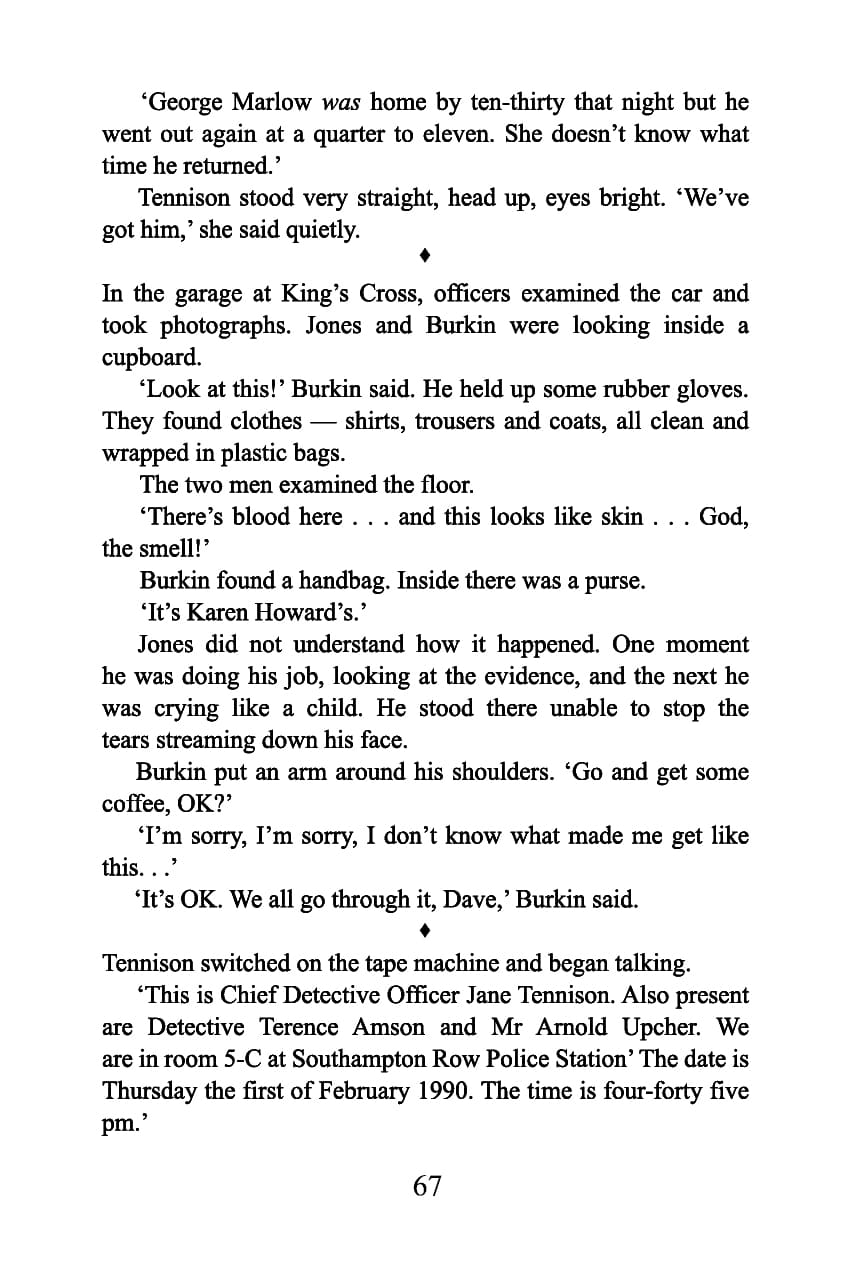 ‘George Marlow was home by ten-thirty that night but he
went out again at a quarter to eleven. She doesn’t know what
time he returned.’
Tennison stood very straight, head up, eyes bright. ‘We’ve
got him,’ she said quietly.
♦
In the garage at King’s Cross, officers examined the car and
took photographs. Jones and Burkin were looking inside a
cupboard.
‘Look at this!’ Burkin said. He held up some rubber gloves.
They found clothes — shirts, trousers and coats, all clean and
wrapped in plastic bags.
The two men examined the floor.
‘There’s blood here . . . and this looks like skin . . . God,
the smell!’
Burkin found a handbag. Inside there was a purse.
‘It’s Karen Howard’s.’
Jones did not understand how it happened. One moment
he was doing his job, looking at the evidence, and the next he
was crying like a child. He stood there unable to stop the
tears streaming down his face.
Burkin put an arm around his shoulders. ‘Go and get some
coffee, OK?’
‘I’m sorry, I’m sorry, I don’t know what made me get like
this. . .’
‘It’s OK. We all go through it, Dave,’ Burkin said.
♦
Tennison switched on the tape machine and began talking.
‘This is Chief Detective Officer Jane Tennison. Also present
are Detective Terence Amson and Mr Arnold Upcher. We
are in room 5-C at Southampton Row Police Station’ The date is
Thursday the first of February 1990. The time is four-forty five
pm.’
67